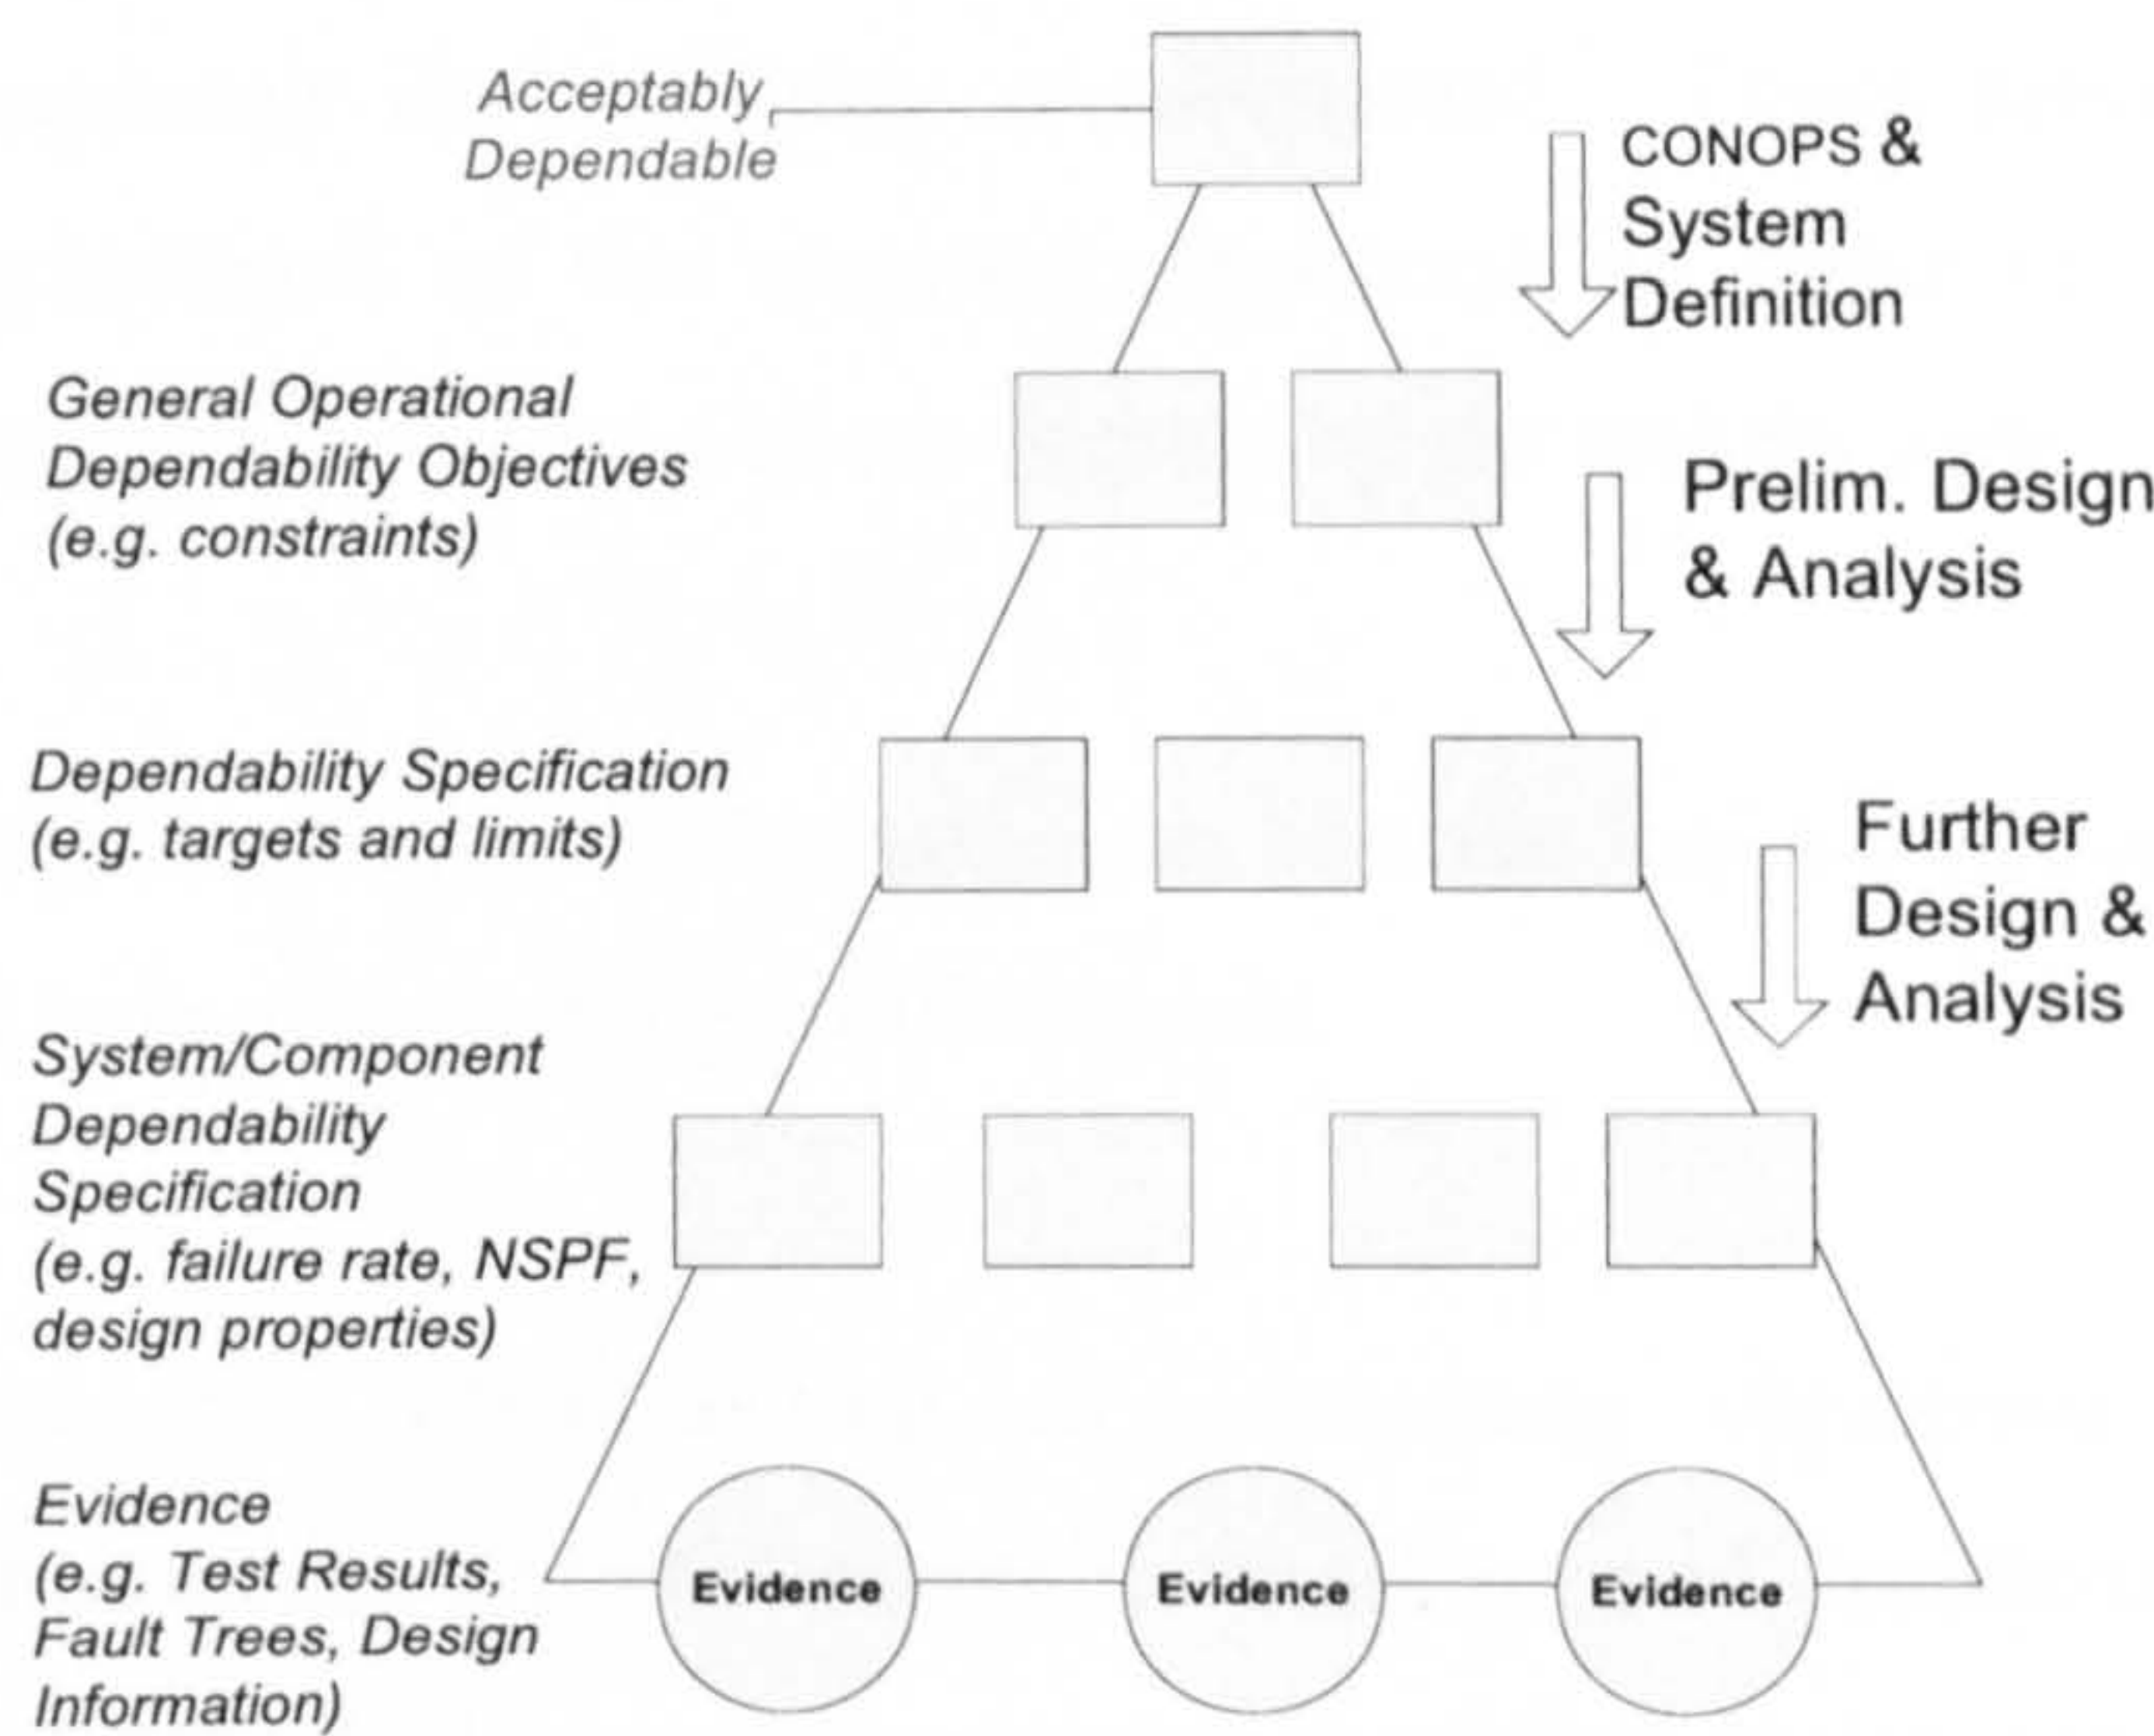 Acceptably
Dependable
CONOPS &
System
Definition
General Operational
Dependability Objectives
(e.g. constraints)
Prelim. Design
& Analysis
Dependability Specification
(e.g. targets and limits)
Further
Design &
Analysis
System/Component
Dependability
Specification
(e.g. failure rate, NSPF,
design properties)
Evidence
(e.g. Test Results,
Fault Trees, Design
Information)
Evidence
Evidence
Evidence